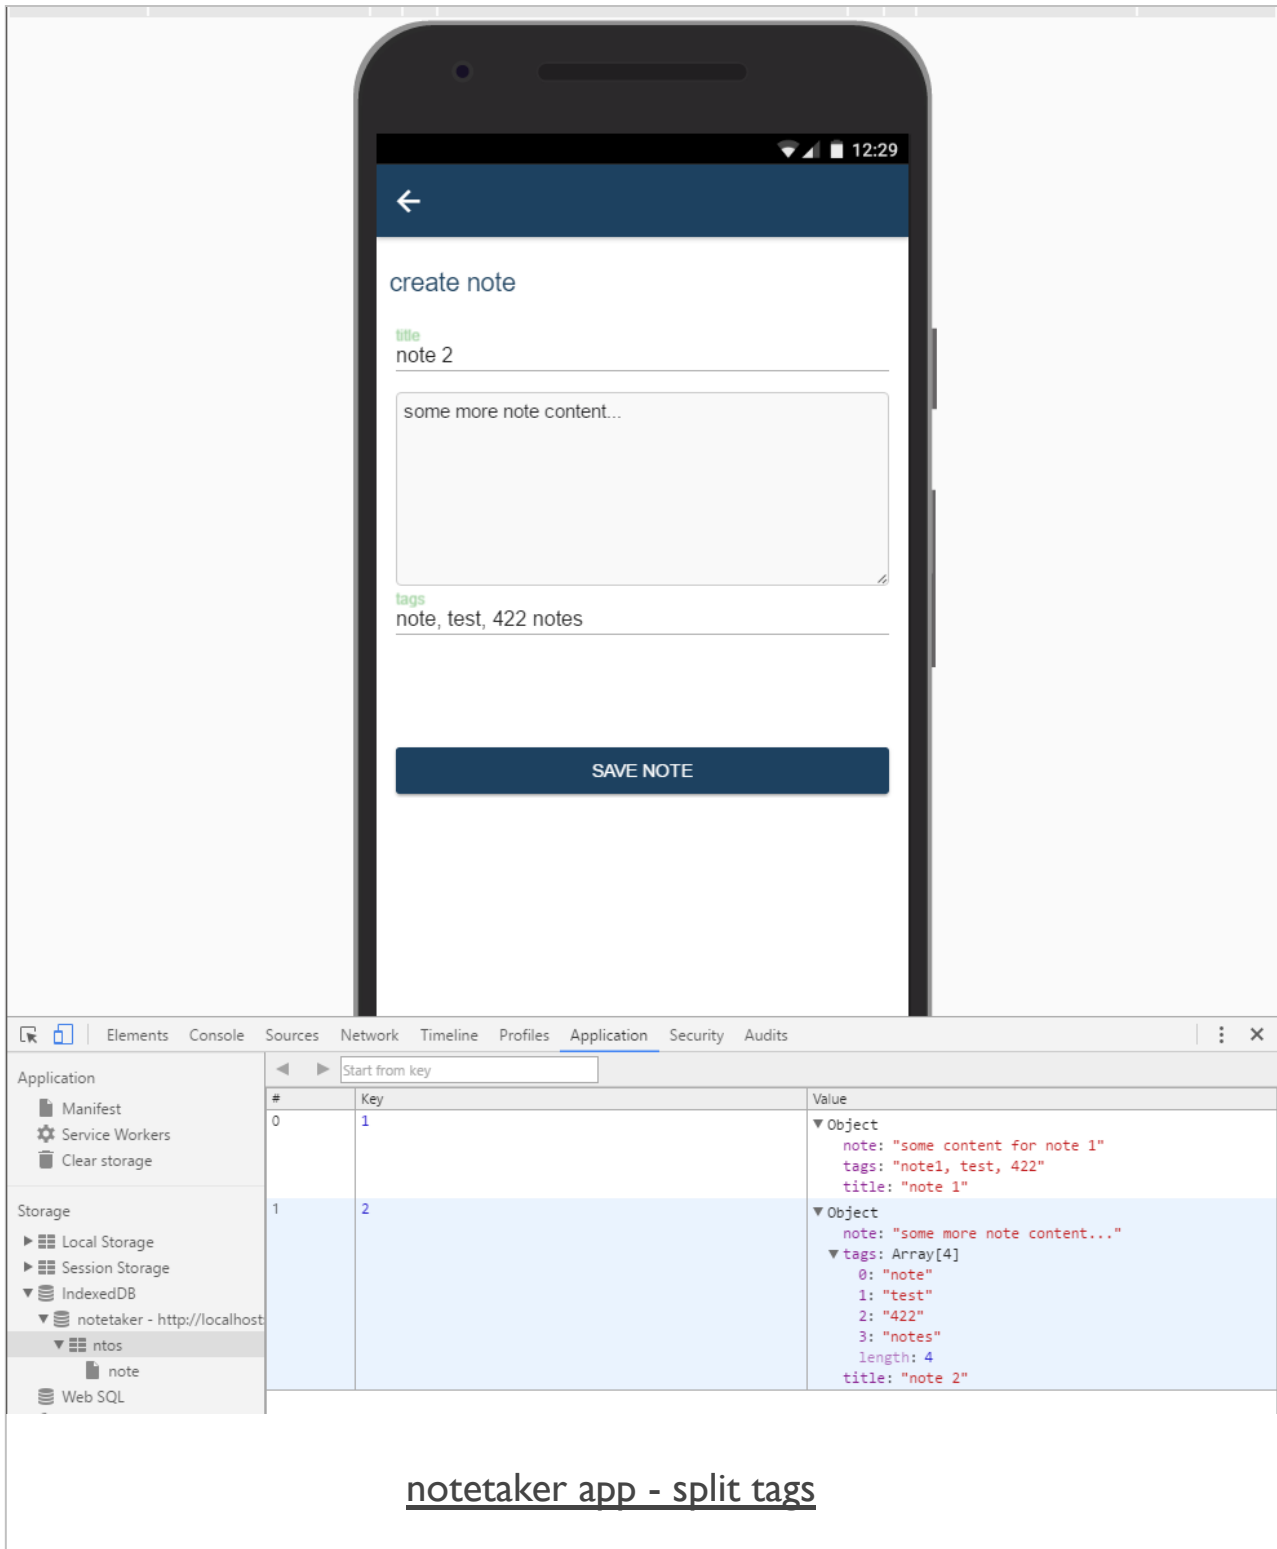 12:29
create note
title
note 2
some more note content...
tags
note, test, 422 notes
SAVE NOTE
Elements Console Sources Network Timeline Profiles Application Security Audits
Application
Manifest
Service Workers
Clear storage
Storage
Local Storage
Session Storage
IndexedDB
notetaker - http://localhost:
ntos
note
Web SQL
Start from key
# Key Value
0 1 Object
note: "some content for note 1"
tags: "note1, test, 422"
title: "note 1"
1 2 Object
note: "some more note content..."
tags: Array[4]
0: "note"
1: "test"
2: "422"
3: "notes"
length: 4
title: "note 2"
notetaker app - split tags